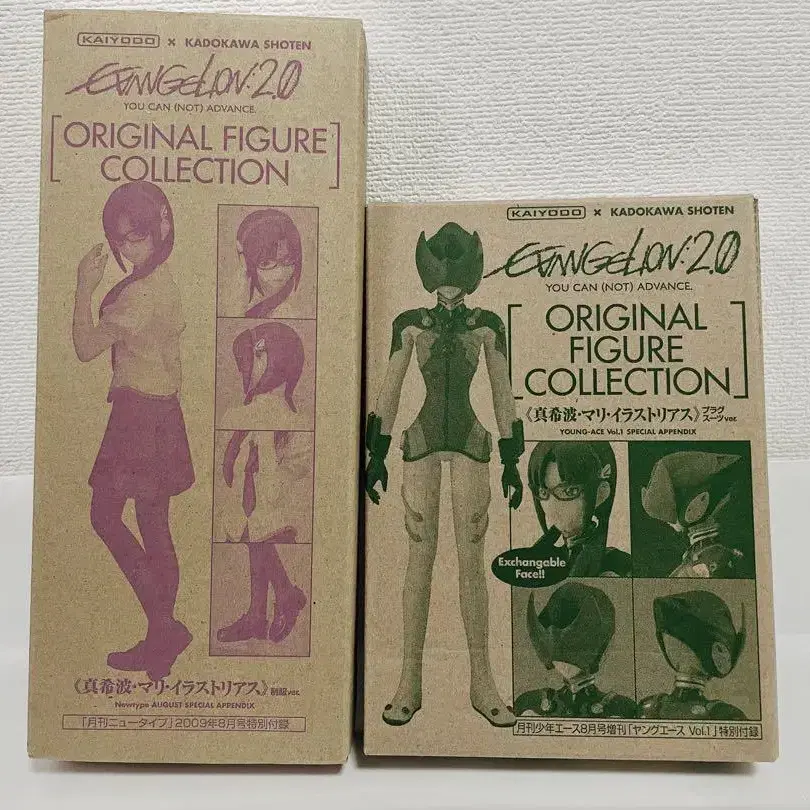 KAIYODO × KADOKAWA SHOTEN
EVANGELION:2.0
YOU CAN (NOT) ADVANCE.
[ORIGINAL FIGURE
COLLECTION]
《真希波・マリ・イラストリアス》制服ver.
Newtype AUGUST SPECIAL APPENDIX
「月刊ニュータイプ」2009年8月号特別付録
KAIYODO × KADOKAWA SHOTEN
EVANGELION:2.0
YOU CAN (NOT) ADVANCE.
[ORIGINAL
FIGURE
COLLECTION]
《真希波・マリ・イラストリアス》プラグスーツver.
YOUNG-ACE Vol.1 SPECIAL APPENDIX
Exchangable
Face!!
月刊少年エース8月号増刊「ヤングエース Vol.1」特別付録